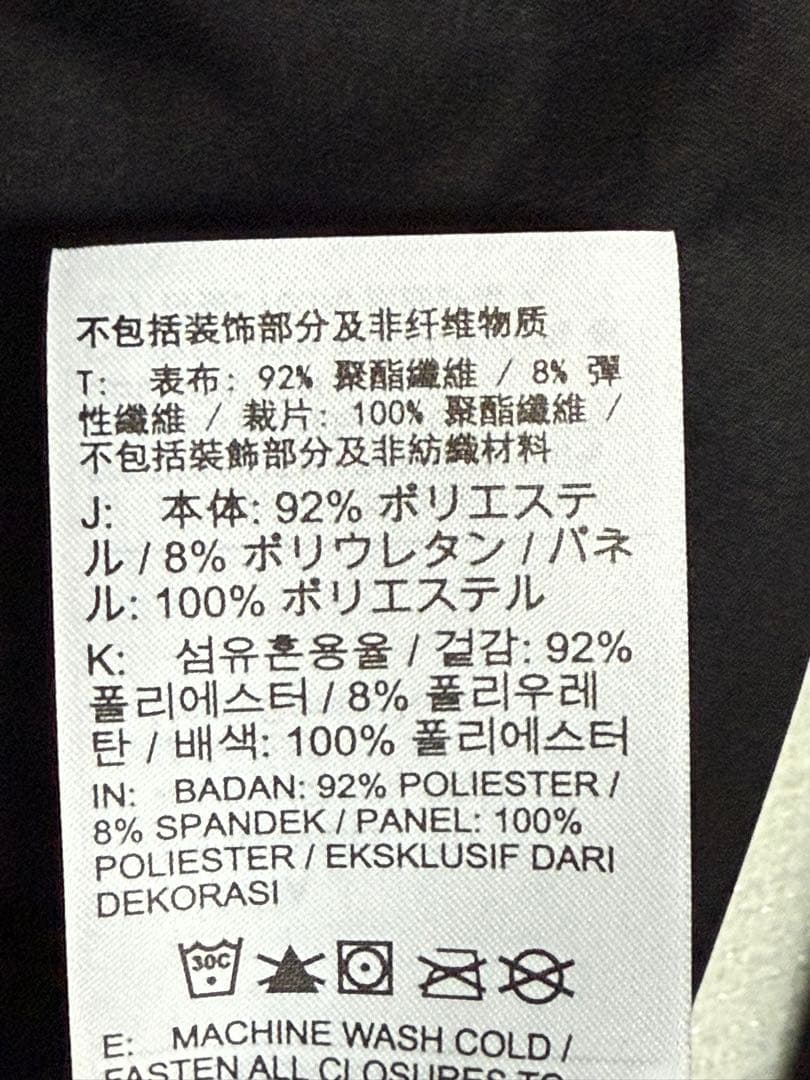 不包括装饰部分及非纤维物质
T: 表布: 92% 聚酯纖維 / 8% 彈
性纖維 / 裁片: 100% 聚酯纖維 /
不包括裝飾部分及非紡織材料
J: 本体: 92% ポリエステ
ル / 8% ポリウレタン / パネ
ル: 100% ポリエステル
K: 섬유혼용율 / 겉감: 92%
폴리에스터 / 8% 폴리우레
탄 / 배색: 100% 폴리에스터
IN: BADAN: 92% POLIESTER /
8% SPANDEK / PANEL: 100%
POLIESTER / EKSKLUSIF DARI
DEKORASI
30C
E: MACHINE WASH COLD /
FASTEN ALL CLOSURES TO